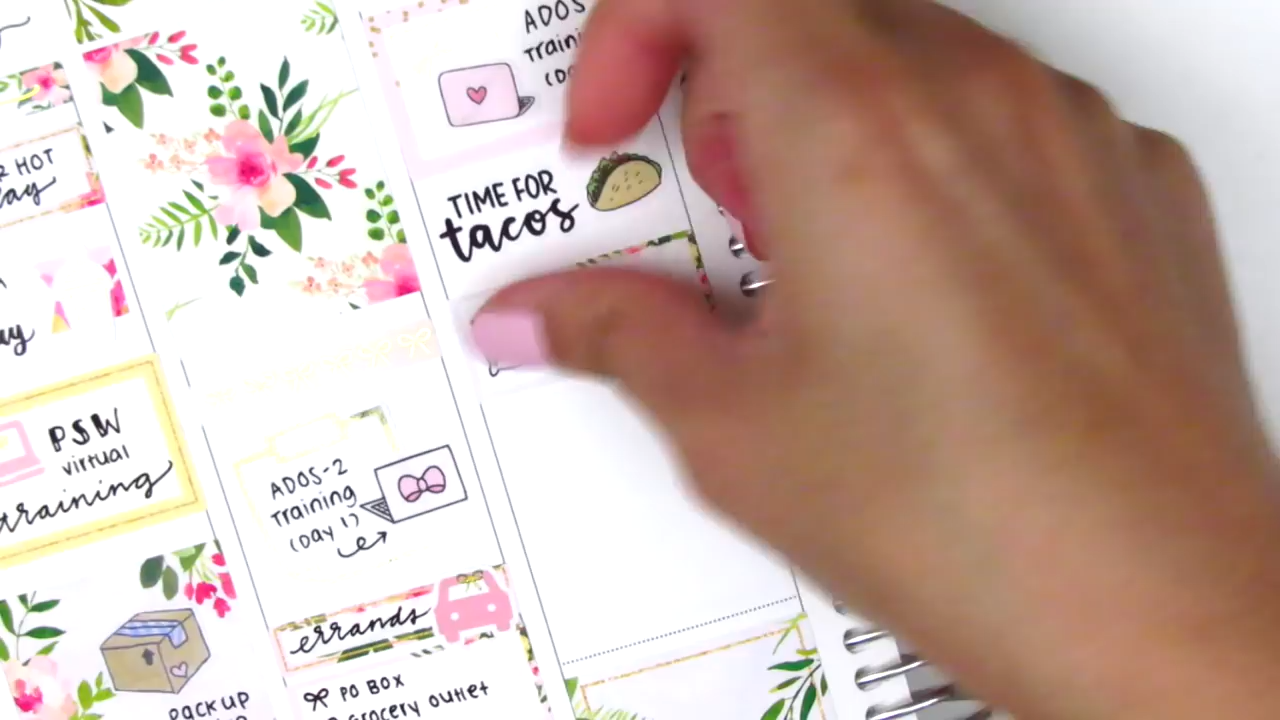 HOT
PSW
virtual
training
ADOS-2
Training
(Day 1)
errands
PO BOX
grocery outlet
pack up
ADOS
Traini
TIME FOR
tacos